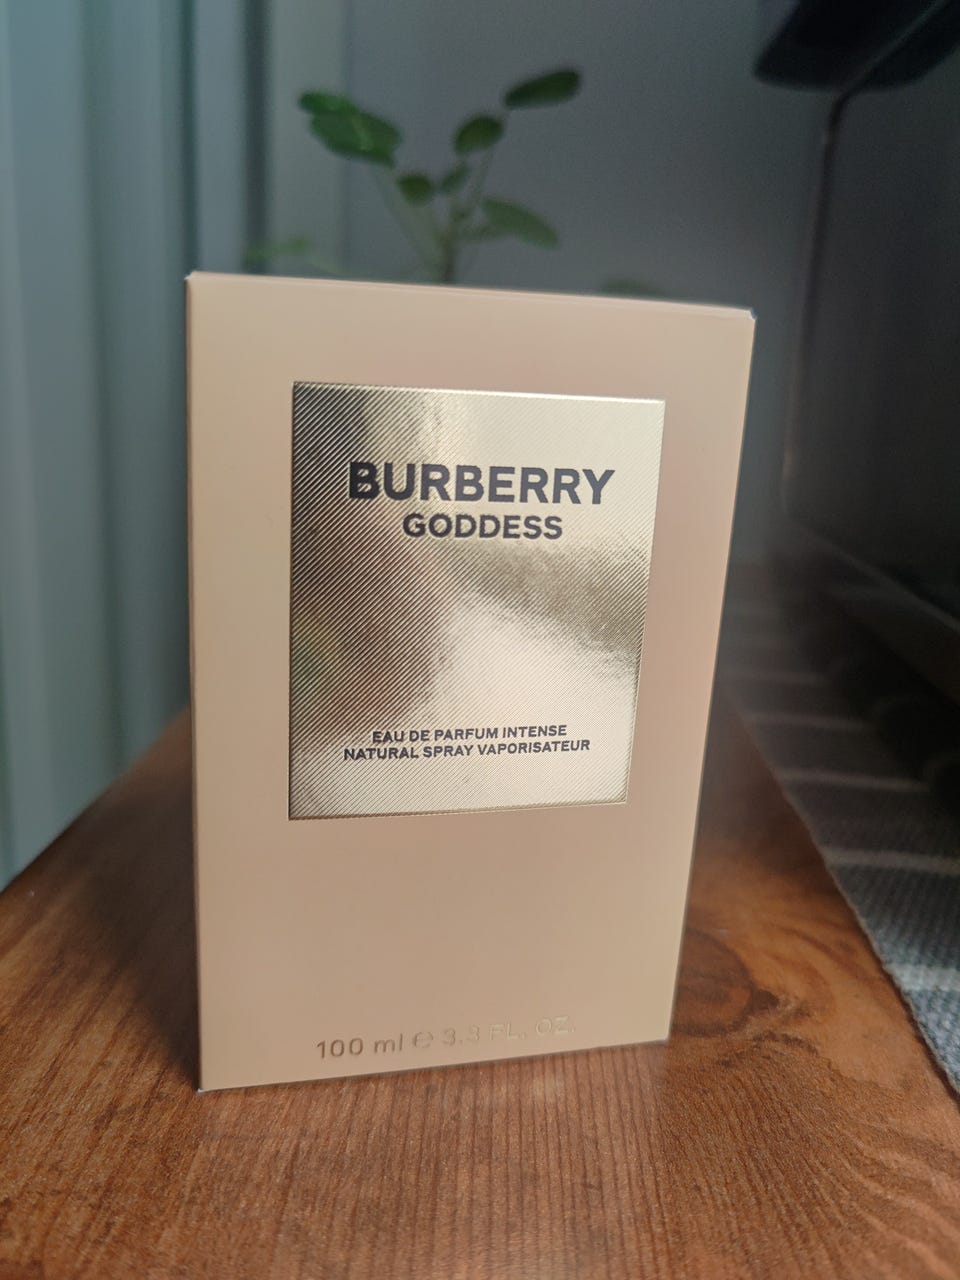 BURBERRY
GODDESS
EAU DE PARFUM INTENSE
NATURAL SPRAY VAPORISATEUR
100 ml ℮ 3.3 FL. OZ.